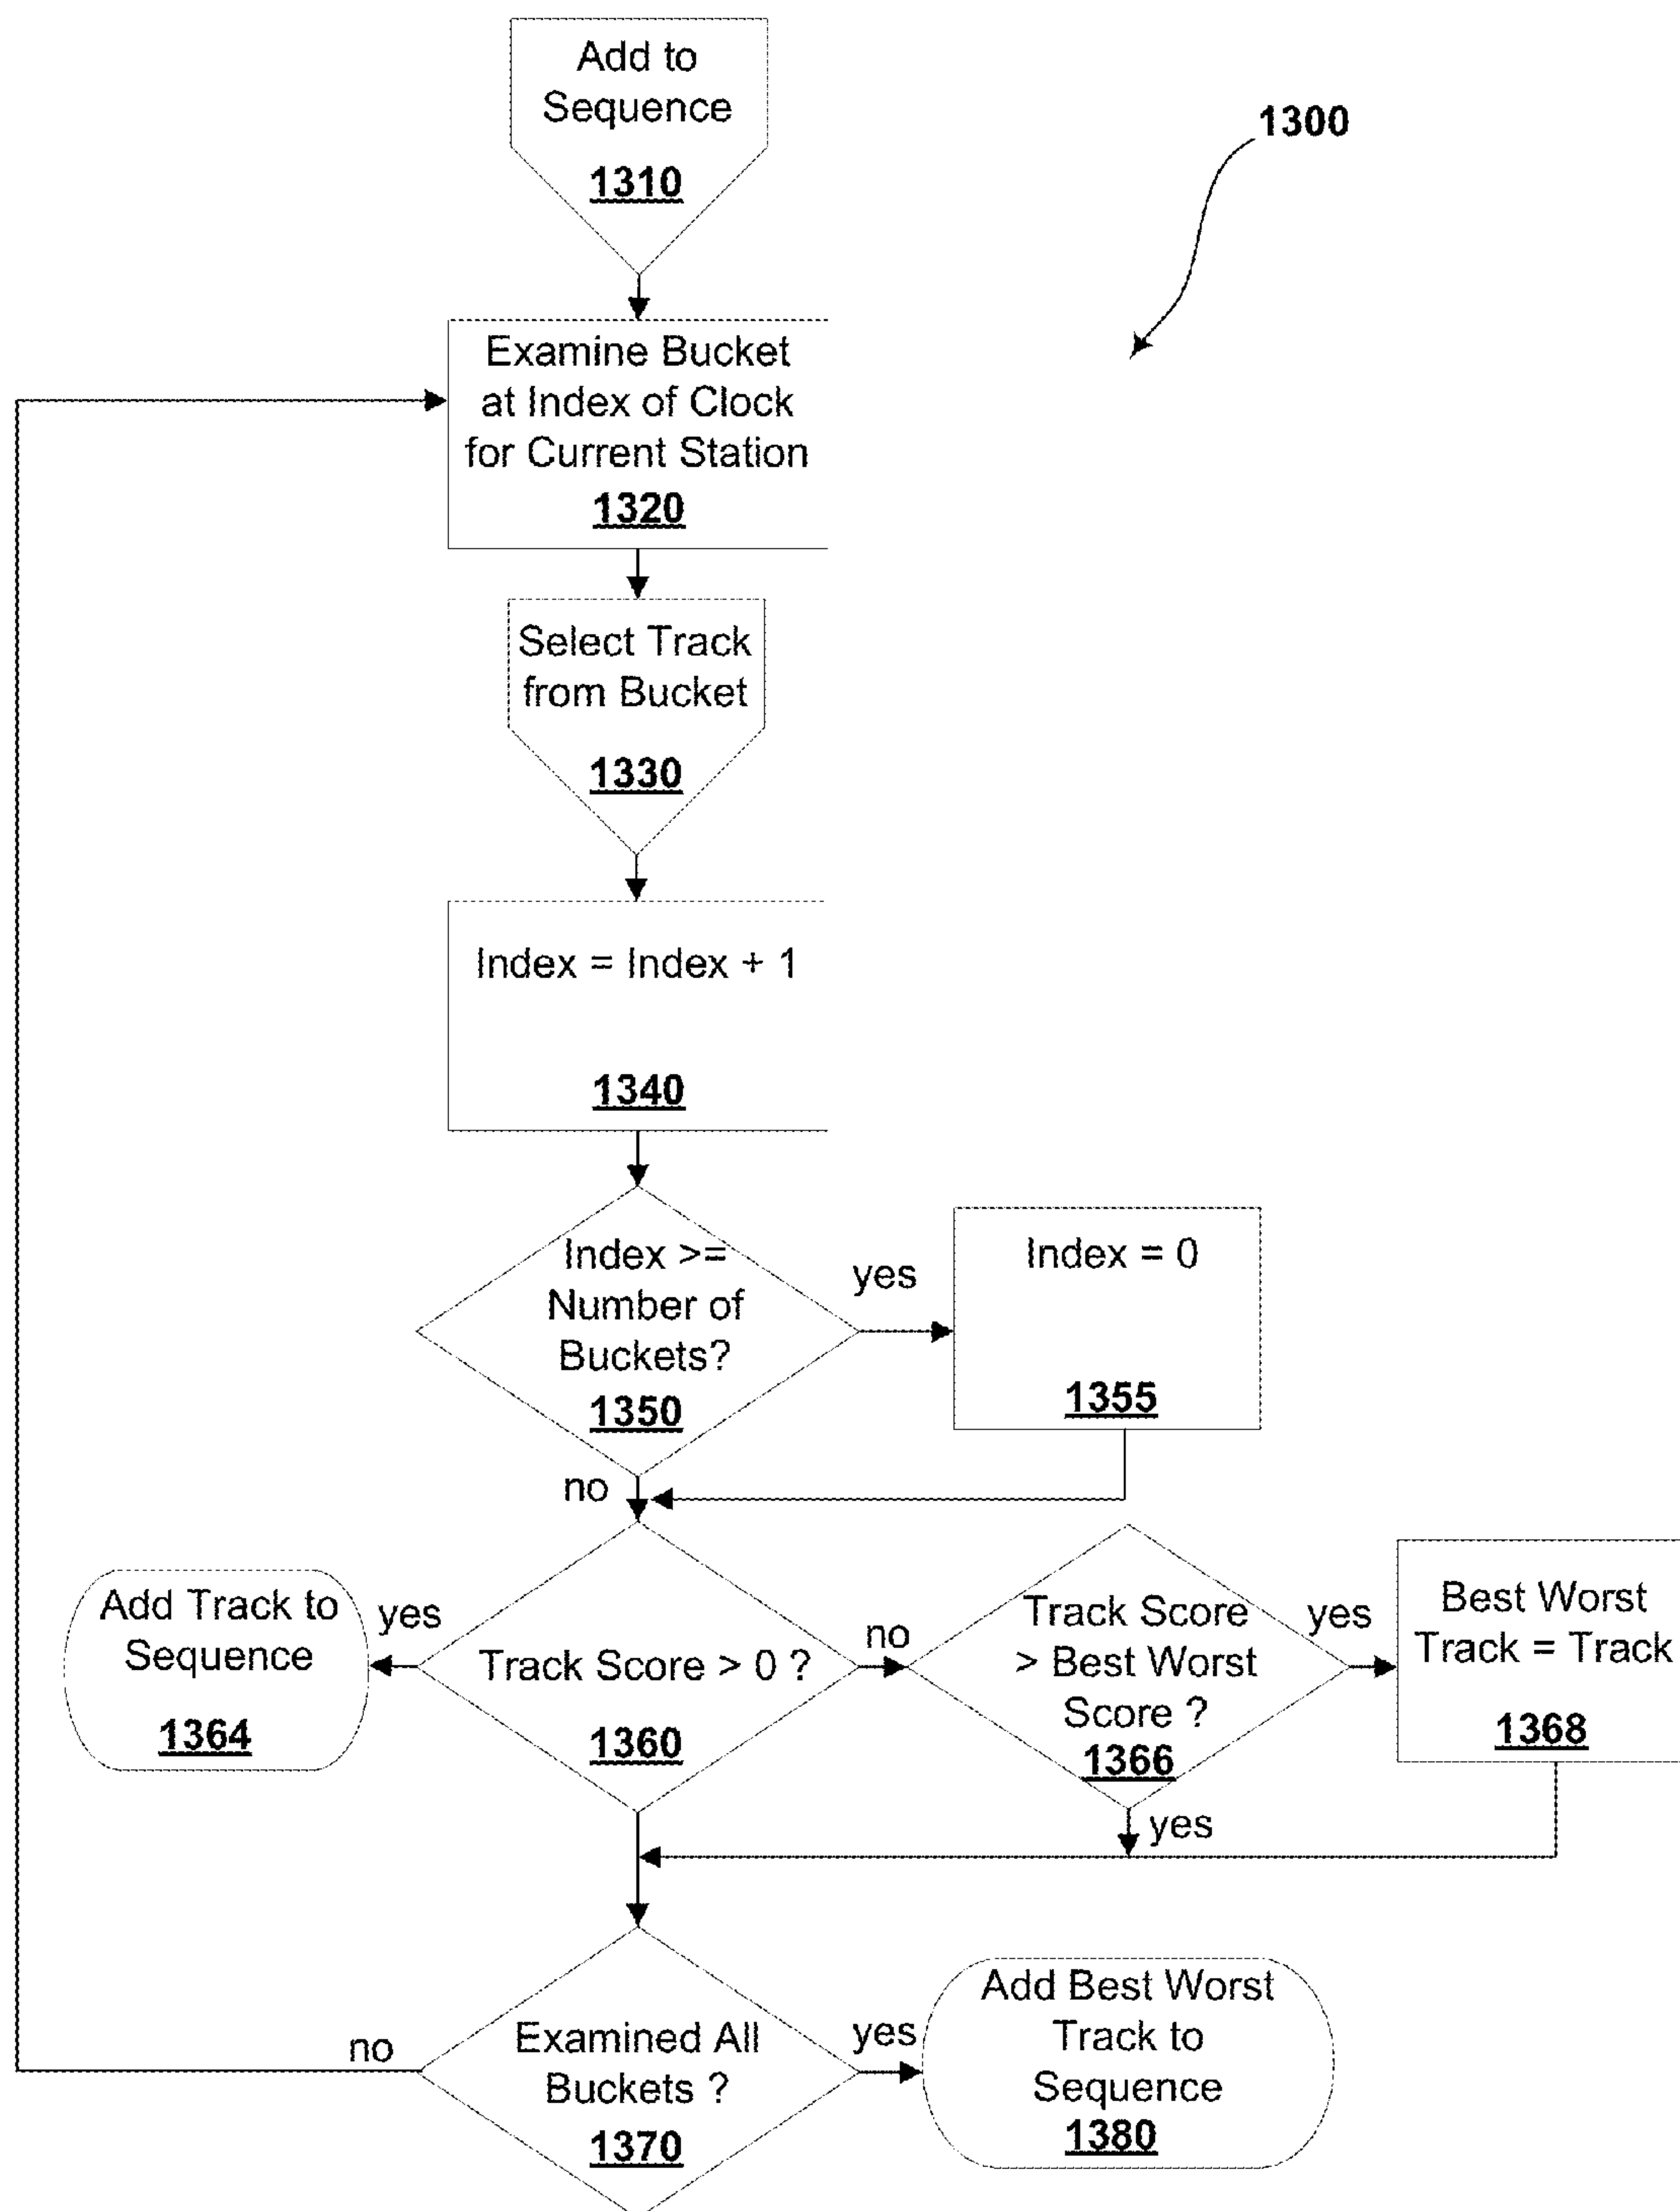 Add to
Sequence
1310
1300
Examine Bucket
at Index of Clock
for Current Station
1320
Select Track
from Bucket
1330
Index = Index + 1
1340
Index >=
Number of
Buckets?
1350
yes
Index = 0
1355
no
Add Track to
Sequence
1364
yes
Track Score > 0 ?
1360
no
Track Score
> Best Worst
Score ?
1366
yes
Best Worst
Track = Track
1368
yes
no
Examined All
Buckets ?
1370
yes
Add Best Worst
Track to
Sequence
1380